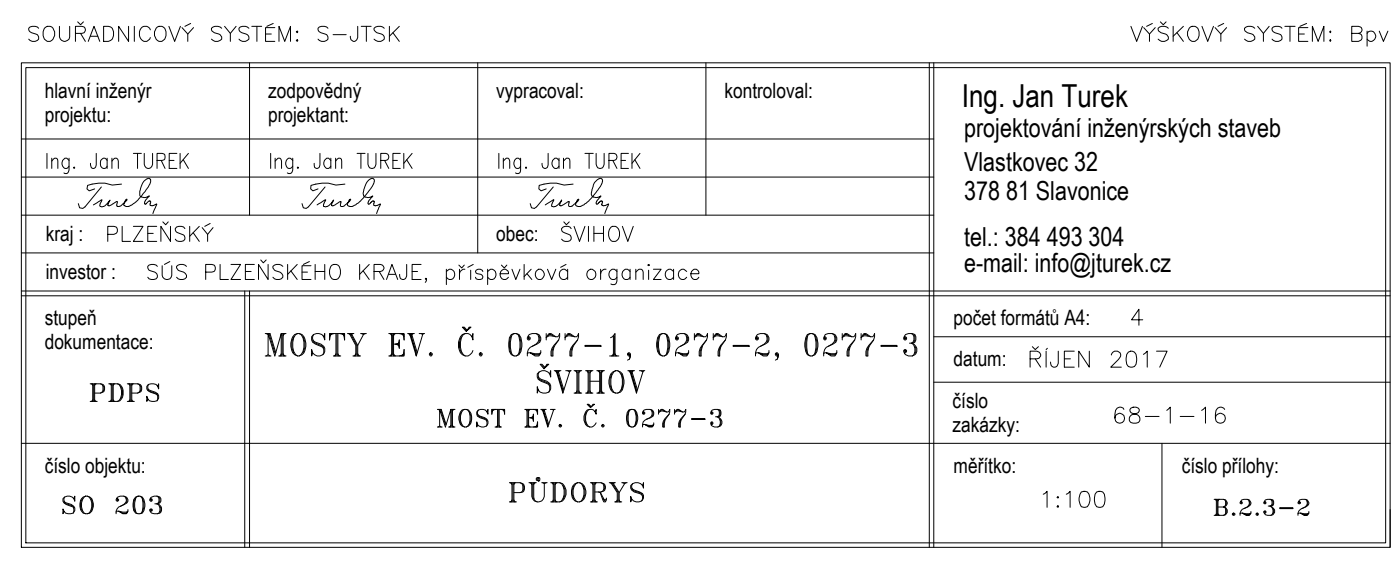 SOUŘADNICOVÝ SYSTÉM: S-JTSK
VÝŠKOVÝ SYSTÉM: Bpv
hlavní inženýr
projektu:
zodpovědný
projektant:
vypracoval:
kontroloval:
Ing. Jan TUREK
Ing. Jan TUREK
Ing. Jan TUREK
Turek
Turek
Turek
kraj : PLZEŇSKÝ
obec: ŠVIHOV
investor : SÚS PLZEŇSKÉHO KRAJE, příspěvková organizace
Ing. Jan Turek
projektování inženýrských staveb
Vlastkovec 32
378 81 Slavonice
tel.: 384 493 304
e-mail: info@jturek.cz
stupeň
dokumentace:
PDPS
MOSTY EV. Č. 0277-1, 0277-2, 0277-3
ŠVIHOV
MOST EV. Č. 0277-3
počet formátů A4: 4
datum: ŘÍJEN 2017
číslo
zakázky: 68-1-16
číslo objektu:
SO 203
PŮDORYS
měřítko:
1:100
číslo přílohy:
B.2.3-2